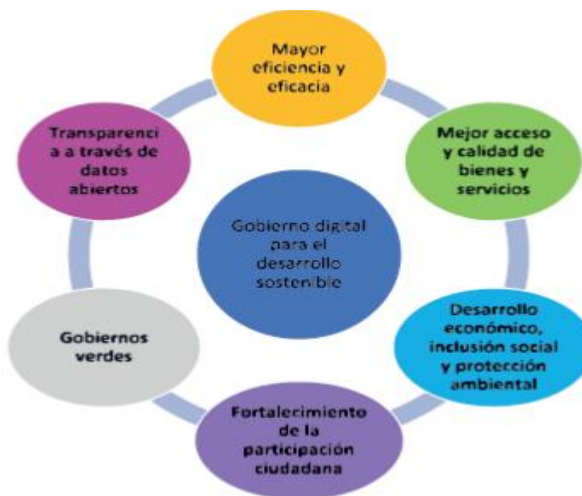 Mayor
eficiencia y
eficacia
Mejor acceso
y calidad de
bienes y
servicios
Desarrollo
económico,
inclusión social
y protección
ambiental
Fortalecimiento
de la
participación
ciudadana
Gobiernos
verdes
Transparenci
a a través de
datos
abiertos
Gobierno digital
para el
desarrollo
sostenible